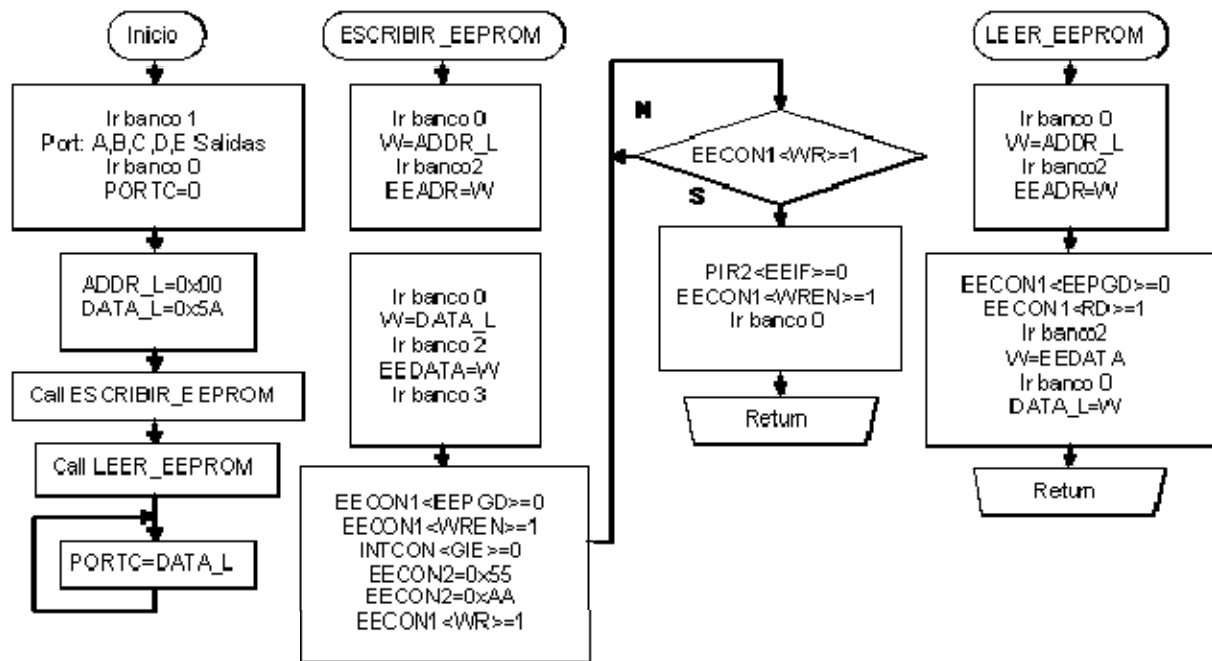 Inicio
Ir banco 1
Port: A,B,C,D,E Salidas
Ir banco 0
PORTC=0
ADDR_L=0x00
DATA_L=0x5A
Call ESCRIBIR_EEPROM
Call LEER_EEPROM
PORTC=DATA_L
ESCRIBIR_EEPROM
Ir banco 0
W=ADDR_L
Ir banco2
EEADR=W
Ir banco 0
W=DATA_L
Ir banco 2
EEDATA=W
Ir banco 3
EECON1<EEPGD>=0
EECON1<WREN>=1
INTCON<GIE>=0
EECON2=0x55
EECON2=0xAA
EECON1<WR>=1
N
EECON1<WR>=1
S
PIR2<EEIF>=0
EECON1<WREN>=1
Ir banco 0
Return
LEER_EEPROM
Ir banco 0
W=ADDR_L
Ir banco2
EEADR=W
EECON1<EEPGD>=0
EECON1<RD>=1
Ir banco2
W=EEDATA
Ir banco 0
DATA_L=W
Return